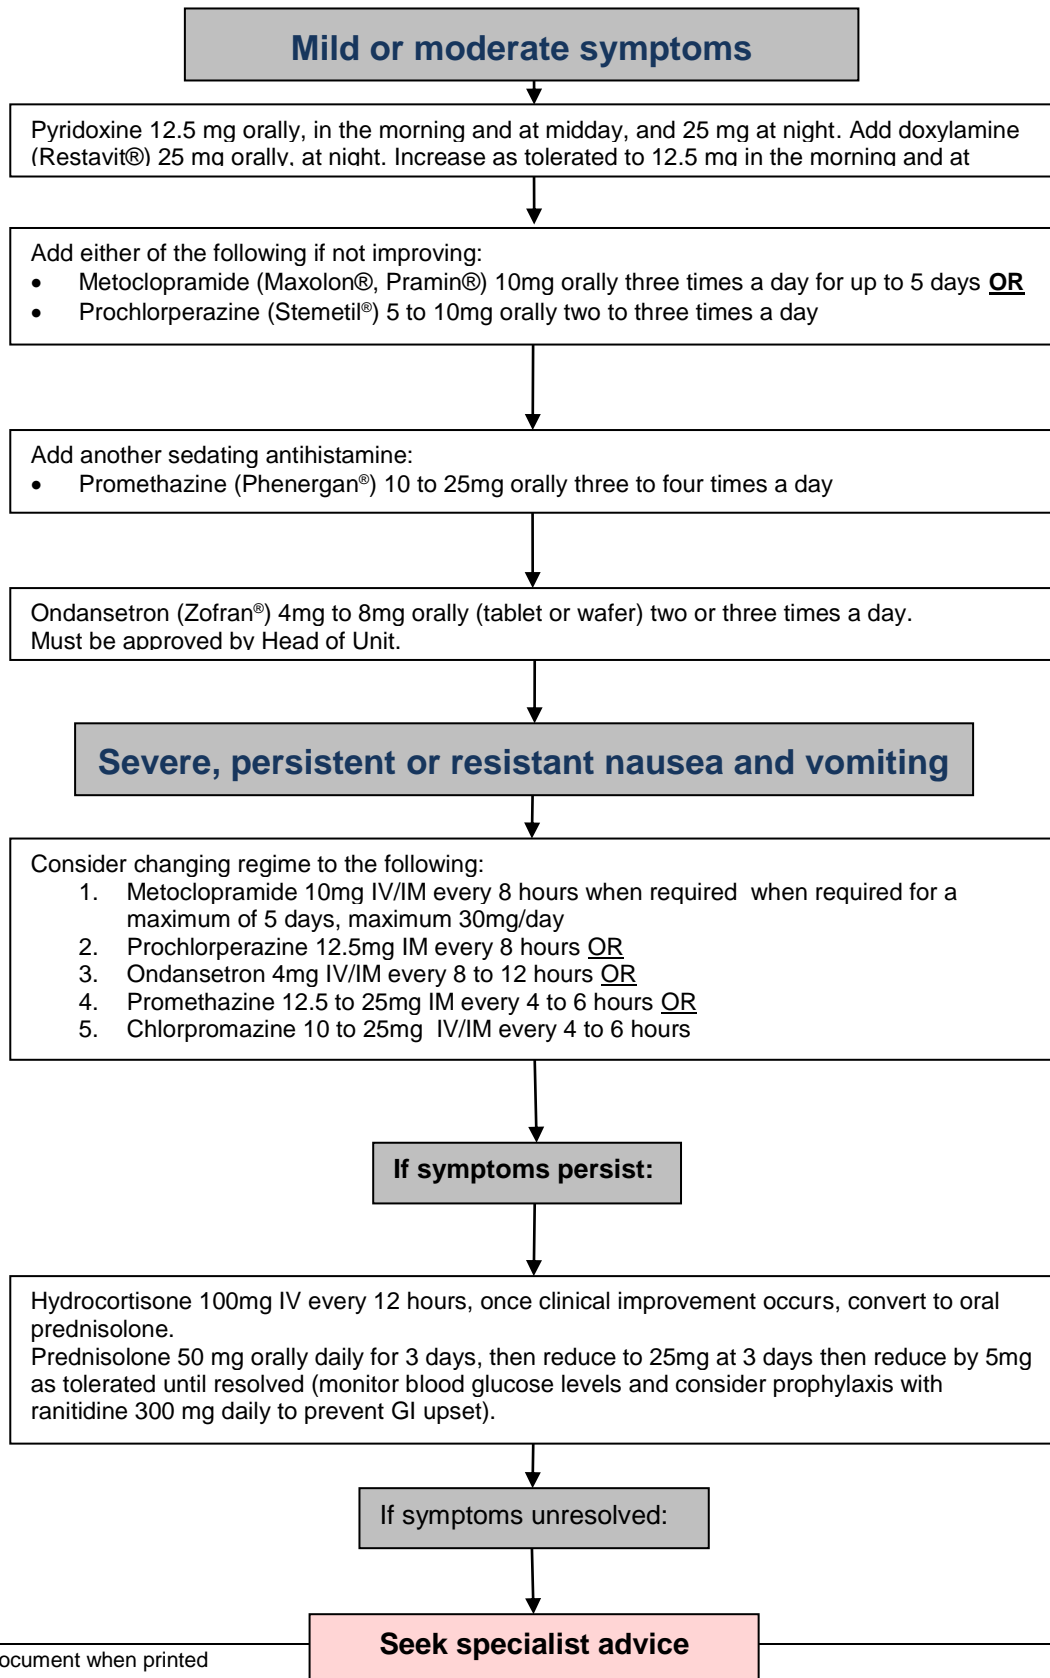 Mild or moderate symptoms
Pyridoxine 12.5 mg orally, in the morning and at midday, and 25 mg at night. Add doxylamine
(Restavit®) 25 mg orally, at night. Increase as tolerated to 12.5 mg in the morning and at
Add either of the following if not improving:
• Metoclopramide (Maxolon®, Pramin®) 10mg orally three times a day for up to 5 days OR
• Prochlorperazine (Stemetil®) 5 to 10mg orally two to three times a day
Add another sedating antihistamine:
• Promethazine (Phenergan®) 10 to 25mg orally three to four times a day
Ondansetron (Zofran®) 4mg to 8mg orally (tablet or wafer) two or three times a day.
Must be approved by Head of Unit.
Severe, persistent or resistant nausea and vomiting
Consider changing regime to the following:
1. Metoclopramide 10mg IV/IM every 8 hours when required when required for a
maximum of 5 days, maximum 30mg/day
2. Prochlorperazine 12.5mg IM every 8 hours OR
3. Ondansetron 4mg IV/IM every 8 to 12 hours OR
4. Promethazine 12.5 to 25mg IM every 4 to 6 hours OR
5. Chlorpromazine 10 to 25mg IV/IM every 4 to 6 hours
If symptoms persist:
Hydrocortisone 100mg IV every 12 hours, once clinical improvement occurs, convert to oral
prednisolone.
Prednisolone 50 mg orally daily for 3 days, then reduce to 25mg at 3 days then reduce by 5mg
as tolerated until resolved (monitor blood glucose levels and consider prophylaxis with
ranitidine 300 mg daily to prevent GI upset).
If symptoms unresolved:
Seek specialist advice
ocument when printed